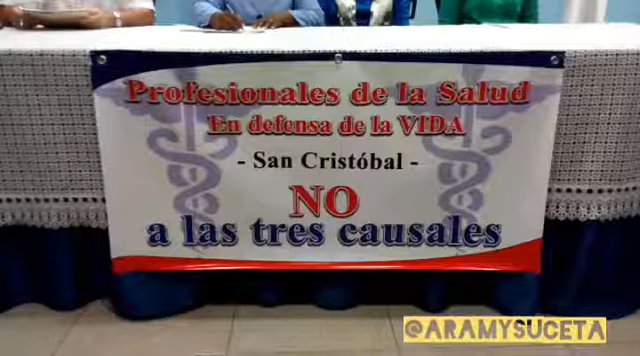 Profesionales de la Salud
En defensa de la VIDA
- San Cristóbal -
NO
a las tres causales
@ARAMYSUCETA